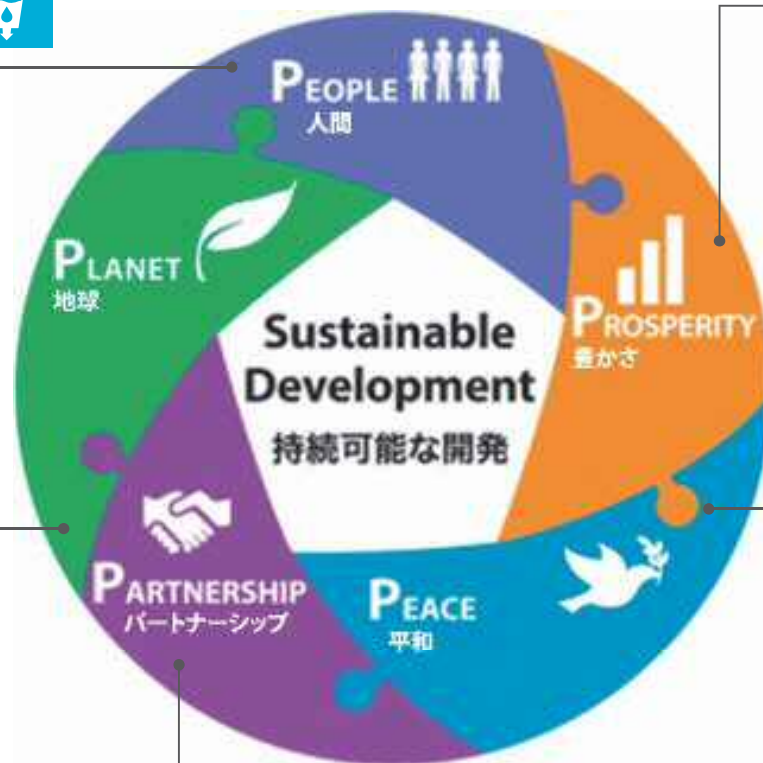 PEOPLE
人間
PLANET
地球
PROSPERITY
豊かさ
Sustainable
Development
持続可能な開発
PARTNERSHIP
パートナーシップ
PEACE
平和